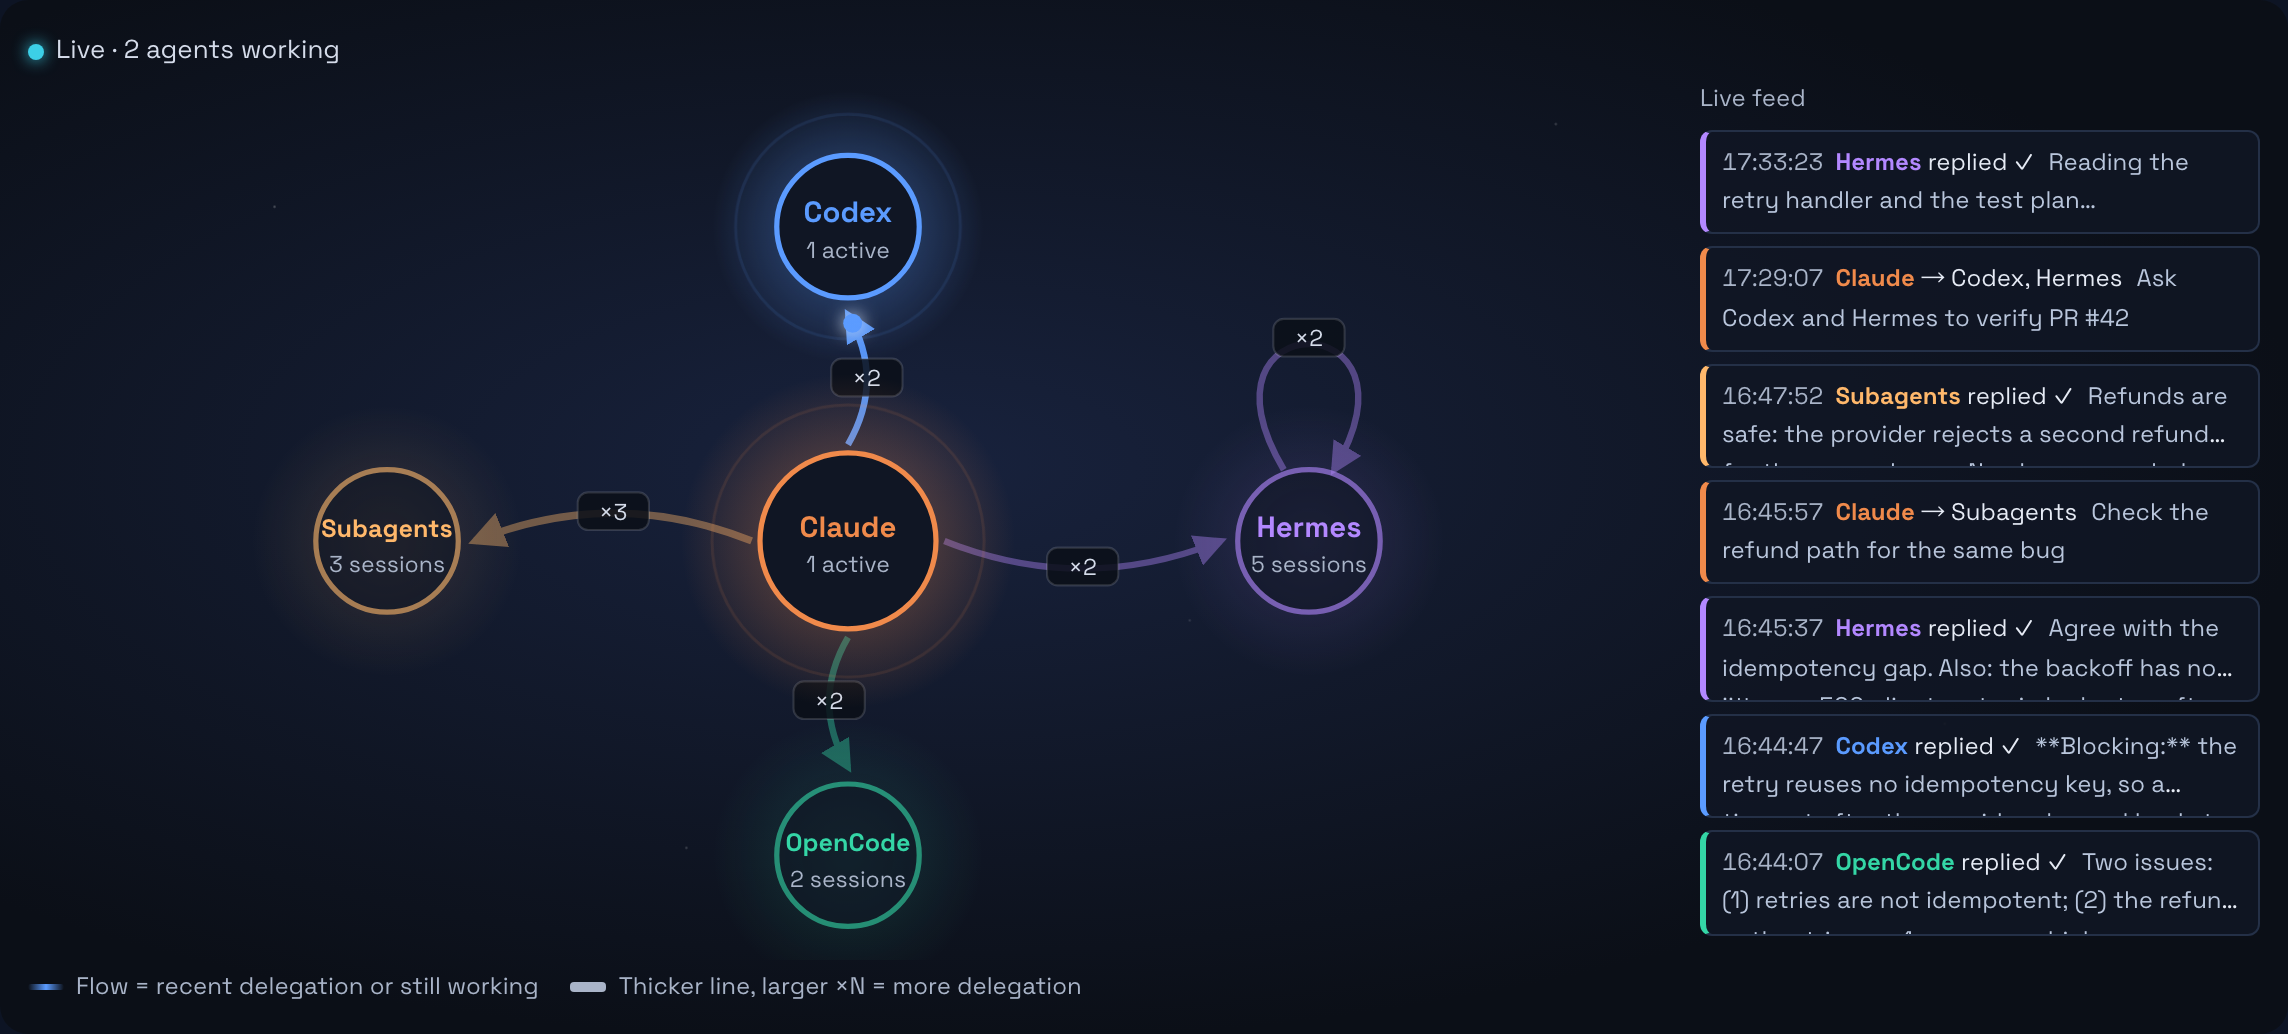 Live · 2 agents working
Codex
1 active
×2
×2
Subagents
3 sessions
×3
Claude
1 active
×2
Hermes
5 sessions
×2
OpenCode
2 sessions
Flow = recent delegation or still working
Thicker line, larger ×N = more delegation
Live feed
17:33:23 Hermes replied ✓ Reading the
retry handler and the test plan…
17:29:07 Claude → Codex, Hermes Ask
Codex and Hermes to verify PR #42
16:47:52 Subagents replied ✓ Refunds are
safe: the provider rejects a second refund…
16:45:57 Claude → Subagents Check the
refund path for the same bug
16:45:37 Hermes replied ✓ Agree with the
idempotency gap. Also: the backoff has no…
16:44:47 Codex replied ✓ **Blocking:** the
retry reuses no idempotency key, so a…
16:44:07 OpenCode replied ✓ Two issues:
(1) retries are not idempotent; (2) the refun…